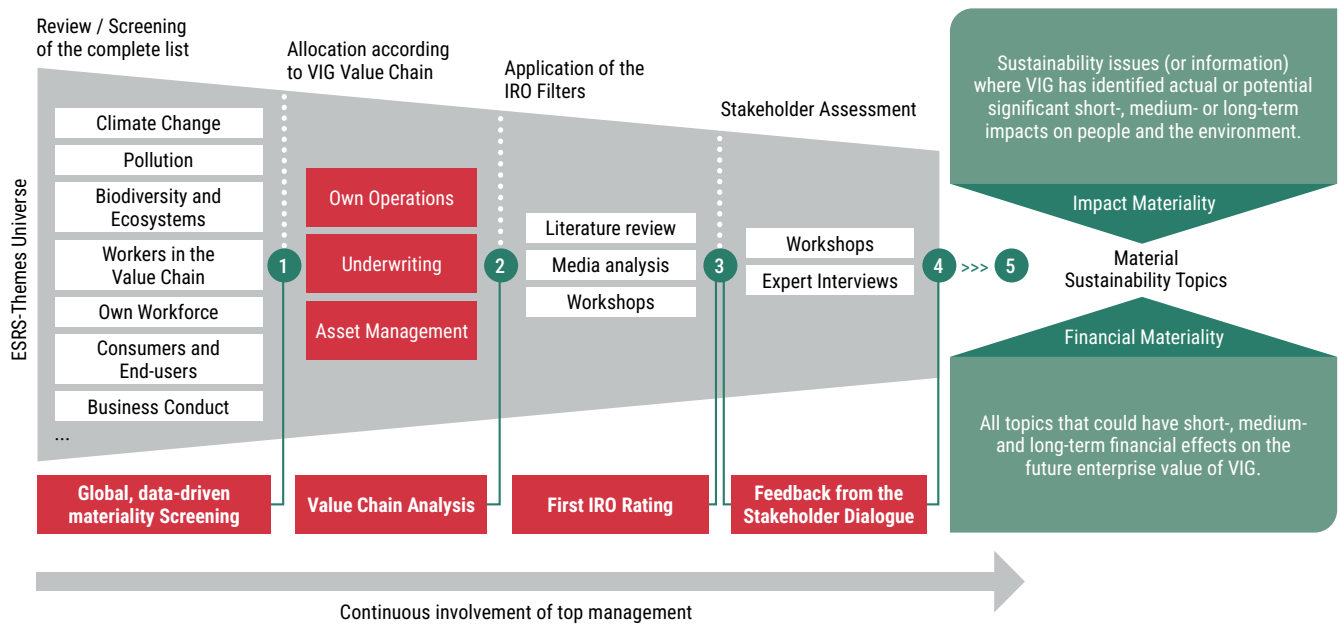 Review / Screening
of the complete list
Allocation according
to VIG Value Chain
Application of the
IRO Filters
Stakeholder Assessment
ESRS-Themes Universe
Climate Change
Pollution
Biodiversity and
Ecosystems
Workers in the
Value Chain
Own Workforce
Consumers and
End-users
Business Conduct
...
1
Own Operations
Underwriting
Asset Management
2
Literature review
Media analysis
Workshops
3
Workshops
Expert Interviews
4
>>>
5
Sustainability issues (or information)
where VIG has identified actual or potential
significant short-, medium- or long-term
impacts on people and the environment.
Impact Materiality
Material
Sustainability Topics
Financial Materiality
All topics that could have short-, medium-
and long-term financial effects on the
future enterprise value of VIG.
Global, data-driven
materiality Screening
Value Chain Analysis
First IRO Rating
Feedback from the
Stakeholder Dialogue
Continuous involvement of top management